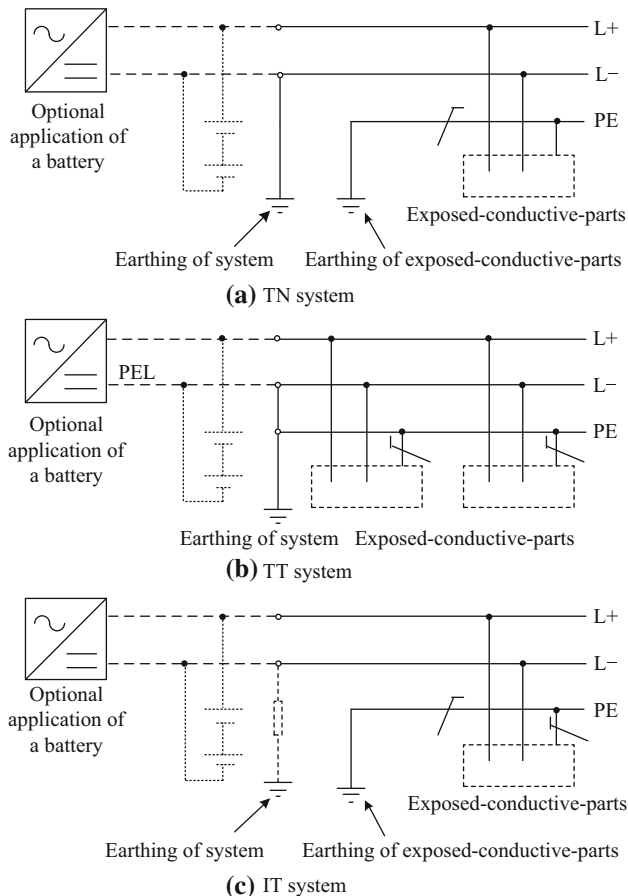 L+
L−
PE
Optional
application of
a battery
Exposed-conductive-parts
Earthing of system
Earthing of exposed-conductive-parts
(a) TN system
L+
PEL
L−
PE
Optional
application of
a battery
Earthing of system
Exposed-conductive-parts
(b) TT system
L+
L−
PE
Optional
application of
a battery
Exposed-conductive-parts
Earthing of system
Earthing of exposed-conductive-parts
(c) IT system